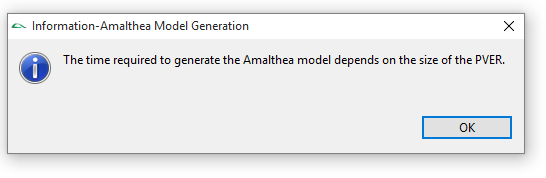 Information-Amalthea Model Generation
The time required to generate the Amalthea model depends on the size of the PVER.
OK